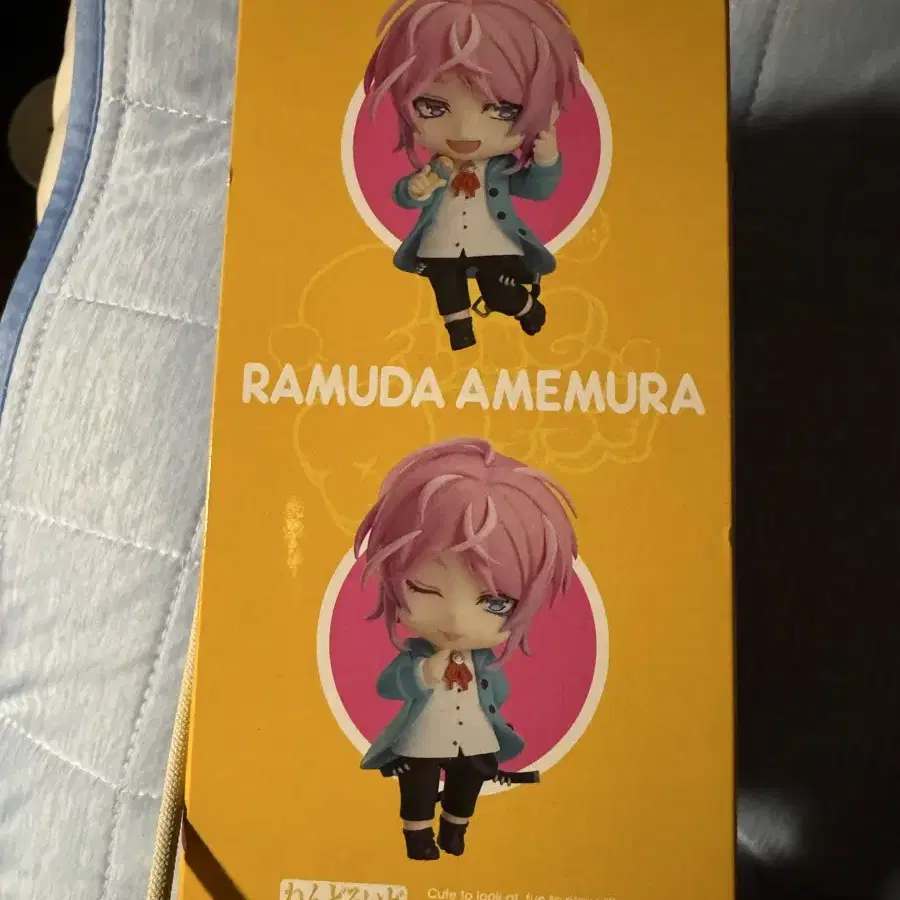 RAMUDA AMEMURA
ねんどろいど
Cute to look at, fun to play with